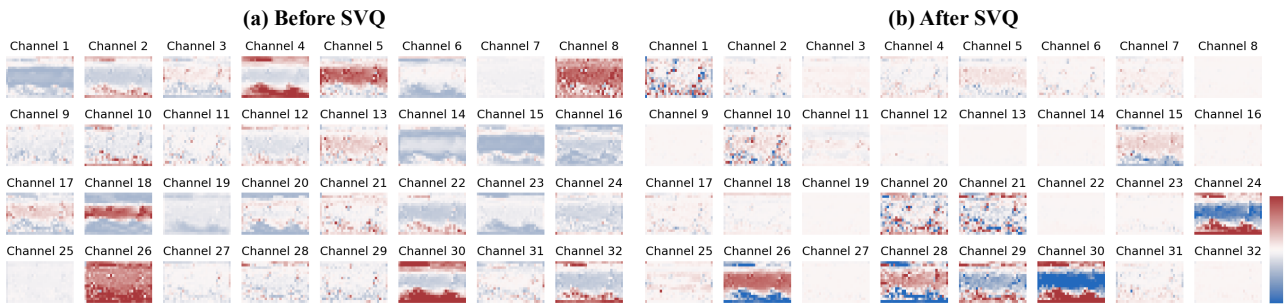 (a) Before SVQ
(b) After SVQ
Channel 1 Channel 2 Channel 3 Channel 4 Channel 5 Channel 6 Channel 7 Channel 8
Channel 9 Channel 10 Channel 11 Channel 12 Channel 13 Channel 14 Channel 15 Channel 16
Channel 17 Channel 18 Channel 19 Channel 20 Channel 21 Channel 22 Channel 23 Channel 24
Channel 25 Channel 26 Channel 27 Channel 28 Channel 29 Channel 30 Channel 31 Channel 32
Channel 1 Channel 2 Channel 3 Channel 4 Channel 5 Channel 6 Channel 7 Channel 8
Channel 9 Channel 10 Channel 11 Channel 12 Channel 13 Channel 14 Channel 15 Channel 16
Channel 17 Channel 18 Channel 19 Channel 20 Channel 21 Channel 22 Channel 23 Channel 24
Channel 25 Channel 26 Channel 27 Channel 28 Channel 29 Channel 30 Channel 31 Channel 32